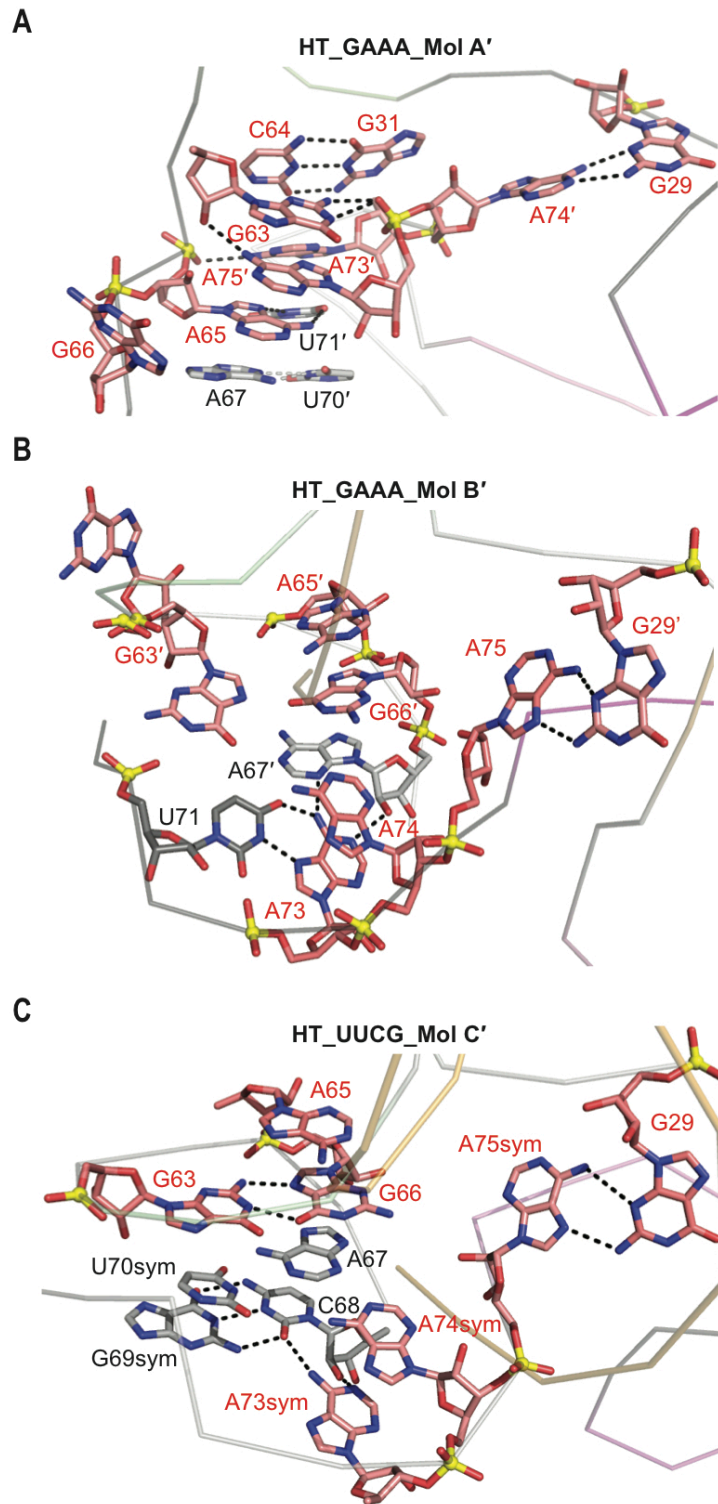 A
HT_GAAA_Mol A′
C64
G31
G29
A74′
G63
A75′
A73′
A65
U71′
G66
A67
U70′
B
HT_GAAA_Mol B′
A65′
G29’
A75
G63′
G66′
A67′
U71
A74
A73
C
HT_UUCG_Mol C′
A65
G29
A75sym
G63
G66
A67
U70sym
C68
A74sym
G69sym
A73sym